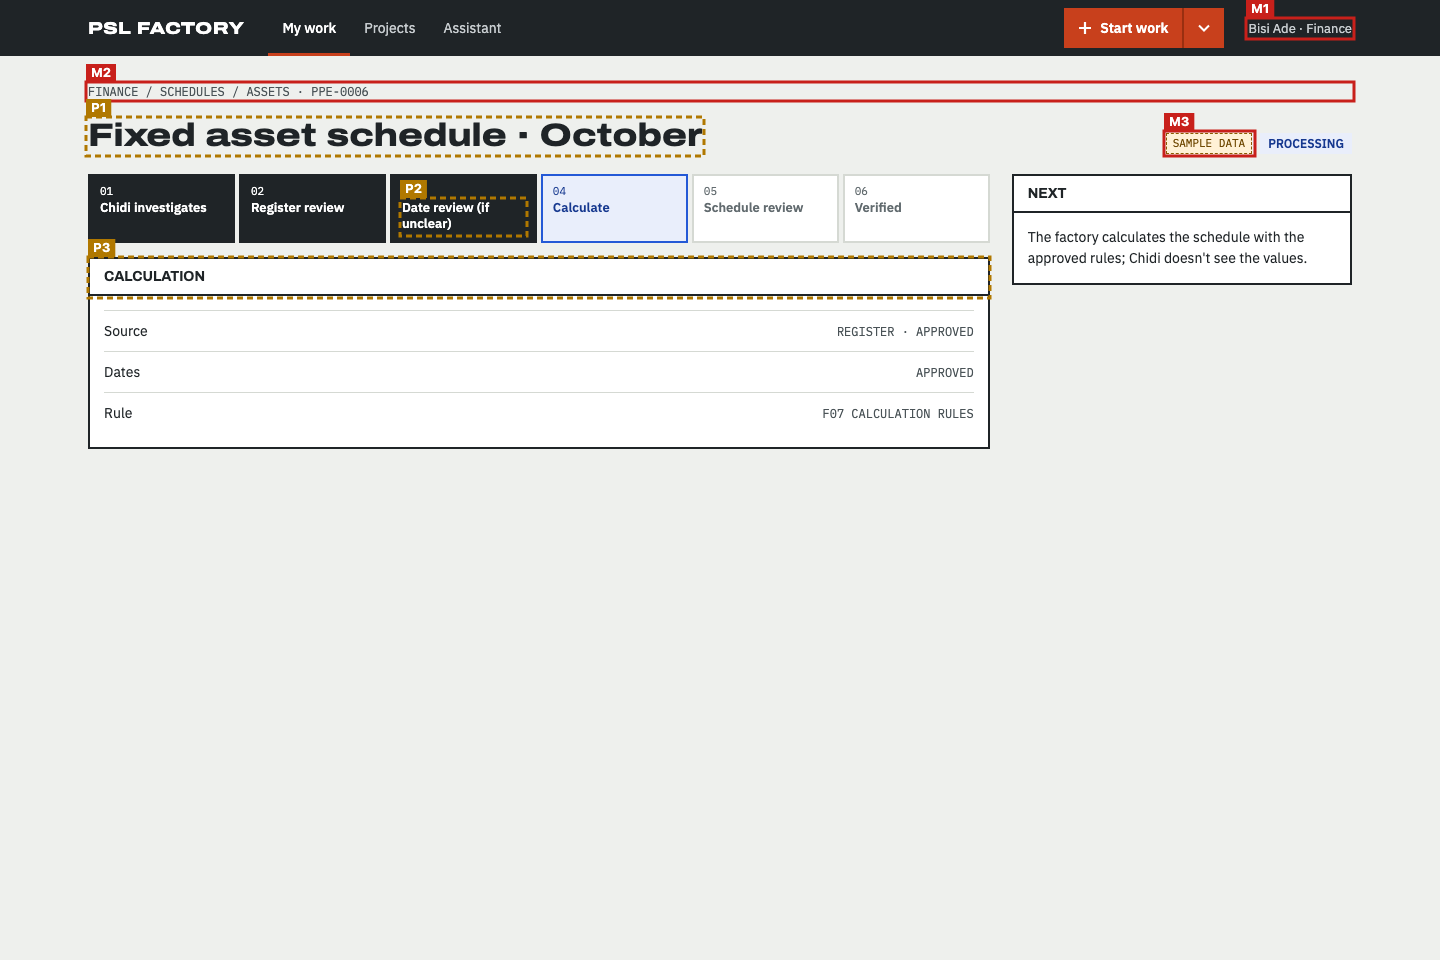 PSL FACTORY
My work
Projects
Assistant
Start work
M1
Bisi Ade · Finance
M2
FINANCE / SCHEDULES / ASSETS · PPE-0006
P1
Fixed asset schedule · October
M3
SAMPLE DATA
PROCESSING
01
Chidi investigates
02
Register review
P2
Date review (if
unclear)
04
Calculate
05
Schedule review
06
Verified
NEXT
The factory calculates the schedule with the
approved rules; Chidi doesn't see the values.
P3
CALCULATION
Source
REGISTER · APPROVED
Dates
APPROVED
Rule
F07 CALCULATION RULES